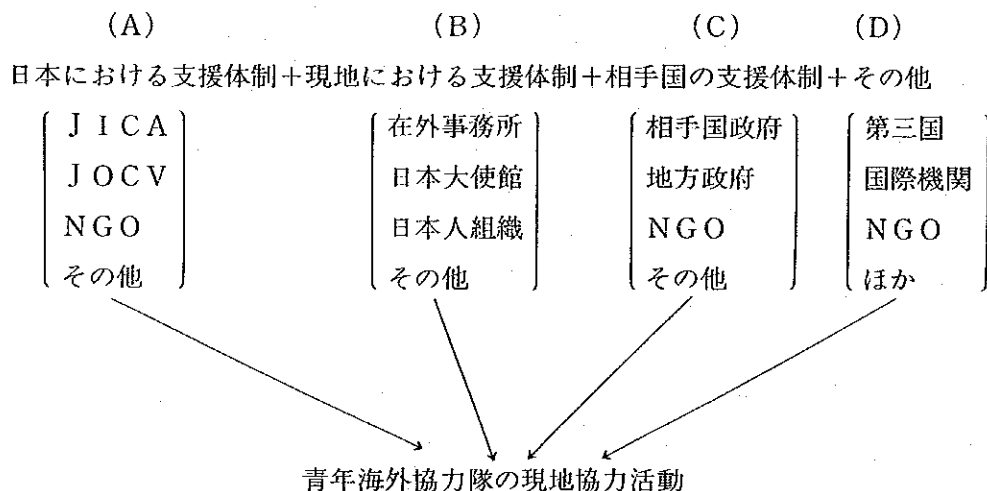 (A) (B) (C) (D)
日本における支援体制+現地における支援体制+相手国の支援体制+その他
JICA 在外事務所 相手国政府 第三国
JOCV 日本大使館 地方政府 国際機関
NGO 日本人組織 NGO NGO
その他 その他 その他 ほか
青年海外協力隊の現地協力活動